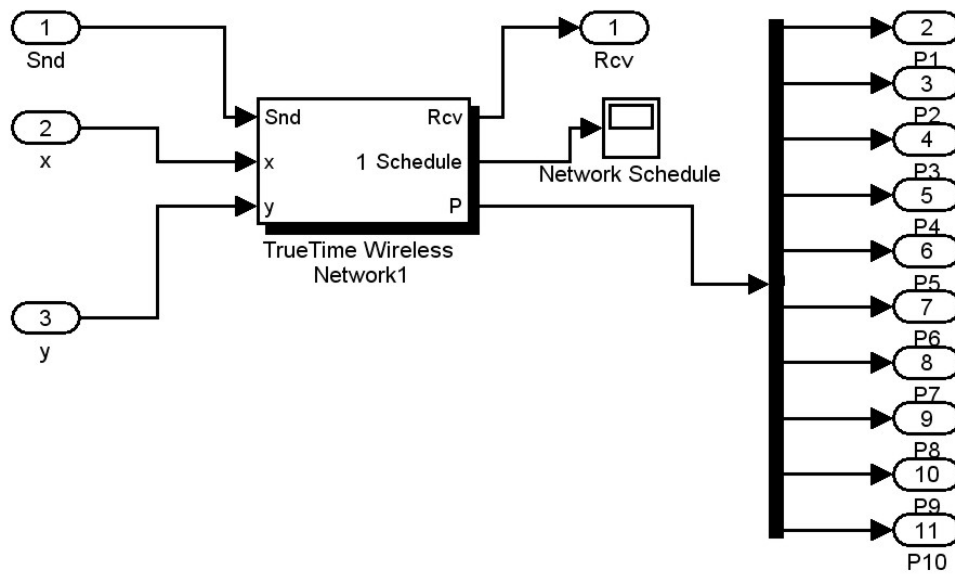 1
Snd
2
x
3
y
Snd
x
y
Rcv
1 Schedule
P
TrueTime Wireless
Network1
1
Rcv
Network Schedule
2
P1
3
P2
4
P3
5
P4
6
P5
7
P6
8
P7
9
P8
10
P9
11
P10